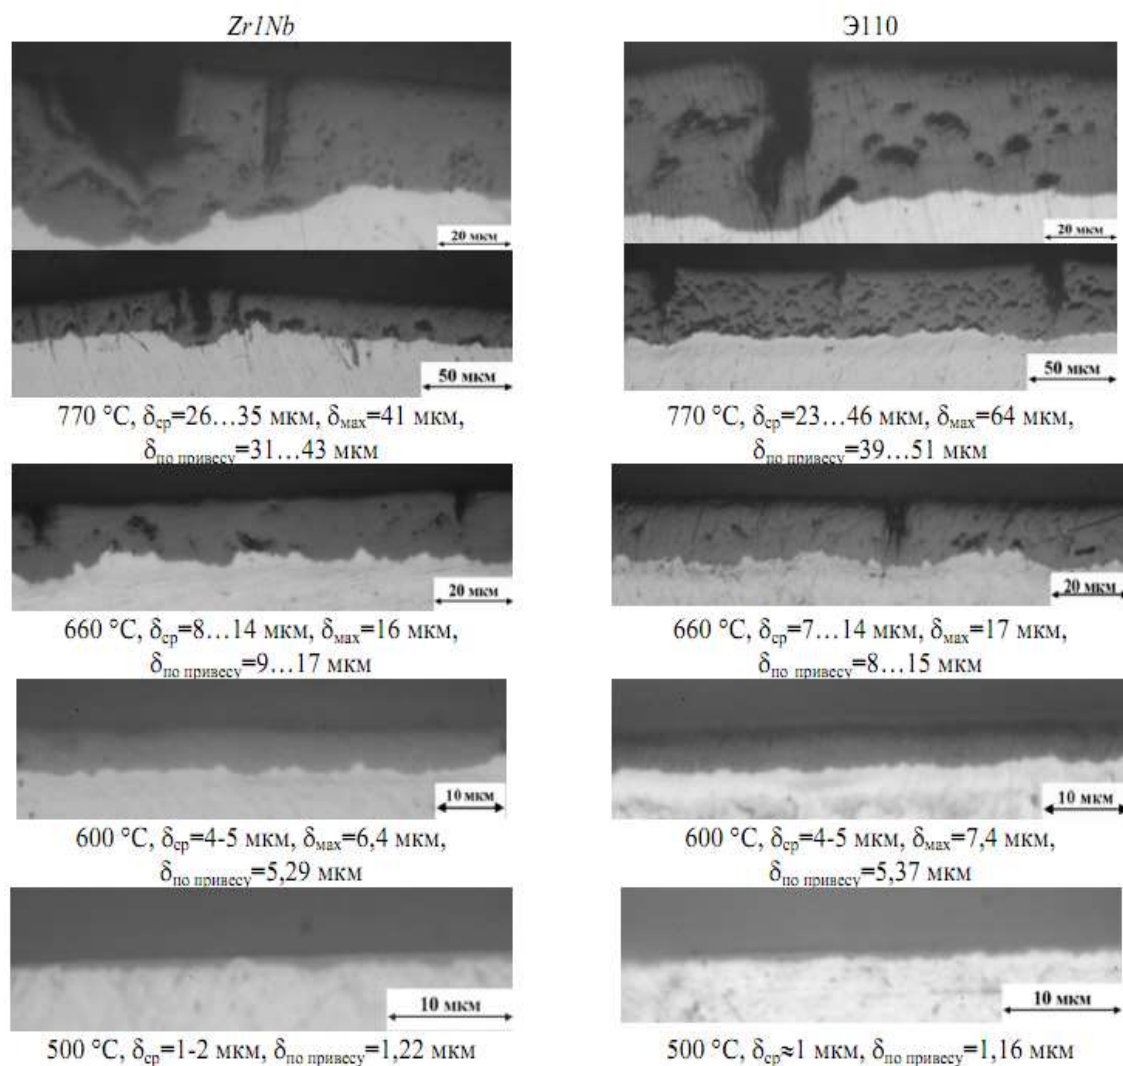 Zr1Nb
Э110
20 мкм
20 мкм
50 мкм
50 мкм
770 °C, δср=26…35 мкм, δмах=41 мкм,
δпо привесу=31…43 мкм
770 °C, δср=23…46 мкм, δмах=64 мкм,
δпо привесу=39…51 мкм
20 мкм
20 мкм
660 °C, δср=8…14 мкм, δмах=16 мкм,
δпо привесу=9…17 мкм
660 °C, δср=7…14 мкм, δмах=17 мкм,
δпо привесу=8…15 мкм
10 мкм
10 мкм
600 °C, δср=4-5 мкм, δмах=6,4 мкм,
δпо привесу=5,29 мкм
600 °C, δср=4-5 мкм, δмах=7,4 мкм,
δпо привесу=5,37 мкм
10 мкм
10 мкм
500 °C, δср=1-2 мкм, δпо привесу=1,22 мкм
500 °C, δср≈1 мкм, δпо привесу=1,16 мкм